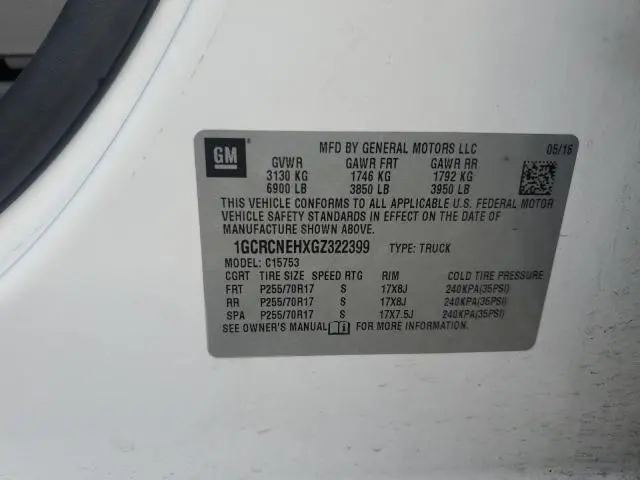 GM
MFD BY GENERAL MOTORS LLC 05/16
GVWR GAWR FRT GAWR RR
3130 KG 1746 KG 1792 KG
6900 LB 3850 LB 3950 LB
THIS VEHICLE CONFORMS TO ALL APPLICABLE U.S. FEDERAL MOTOR
VEHICLE SAFETY STANDARDS IN EFFECT ON THE DATE OF
MANUFACTURE SHOWN ABOVE.
1GCRCNEHXGZ322399 TYPE: TRUCK
MODEL: C15753
CGRT TIRE SIZE SPEED RTG RIM COLD TIRE PRESSURE
FRT P255/70R17 S 17X8J 240KPA(35PSI)
RR P255/70R17 S 17X8J 240KPA(35PSI)
SPA P255/70R17 S 17X7.5J 240KPA(35PSI)
SEE OWNER'S MANUAL FOR MORE INFORMATION.